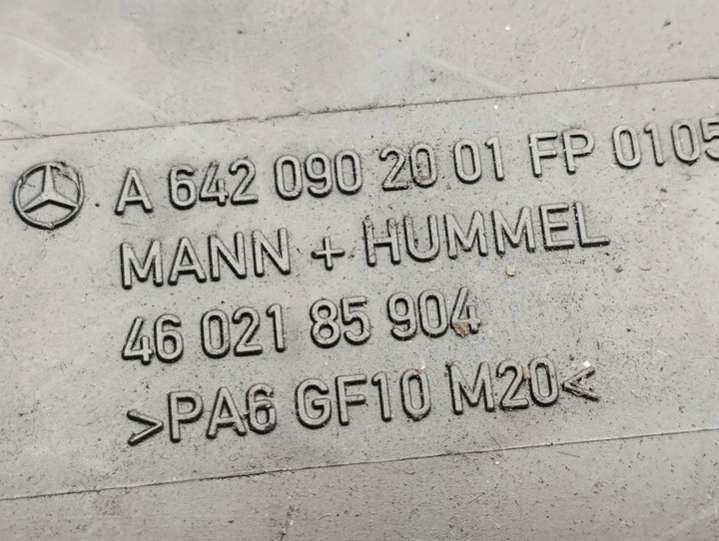 A 642 090 20 01 FP 0105
MANN + HUMMEL
46 021 85 904
>PA6 GF10 M20<